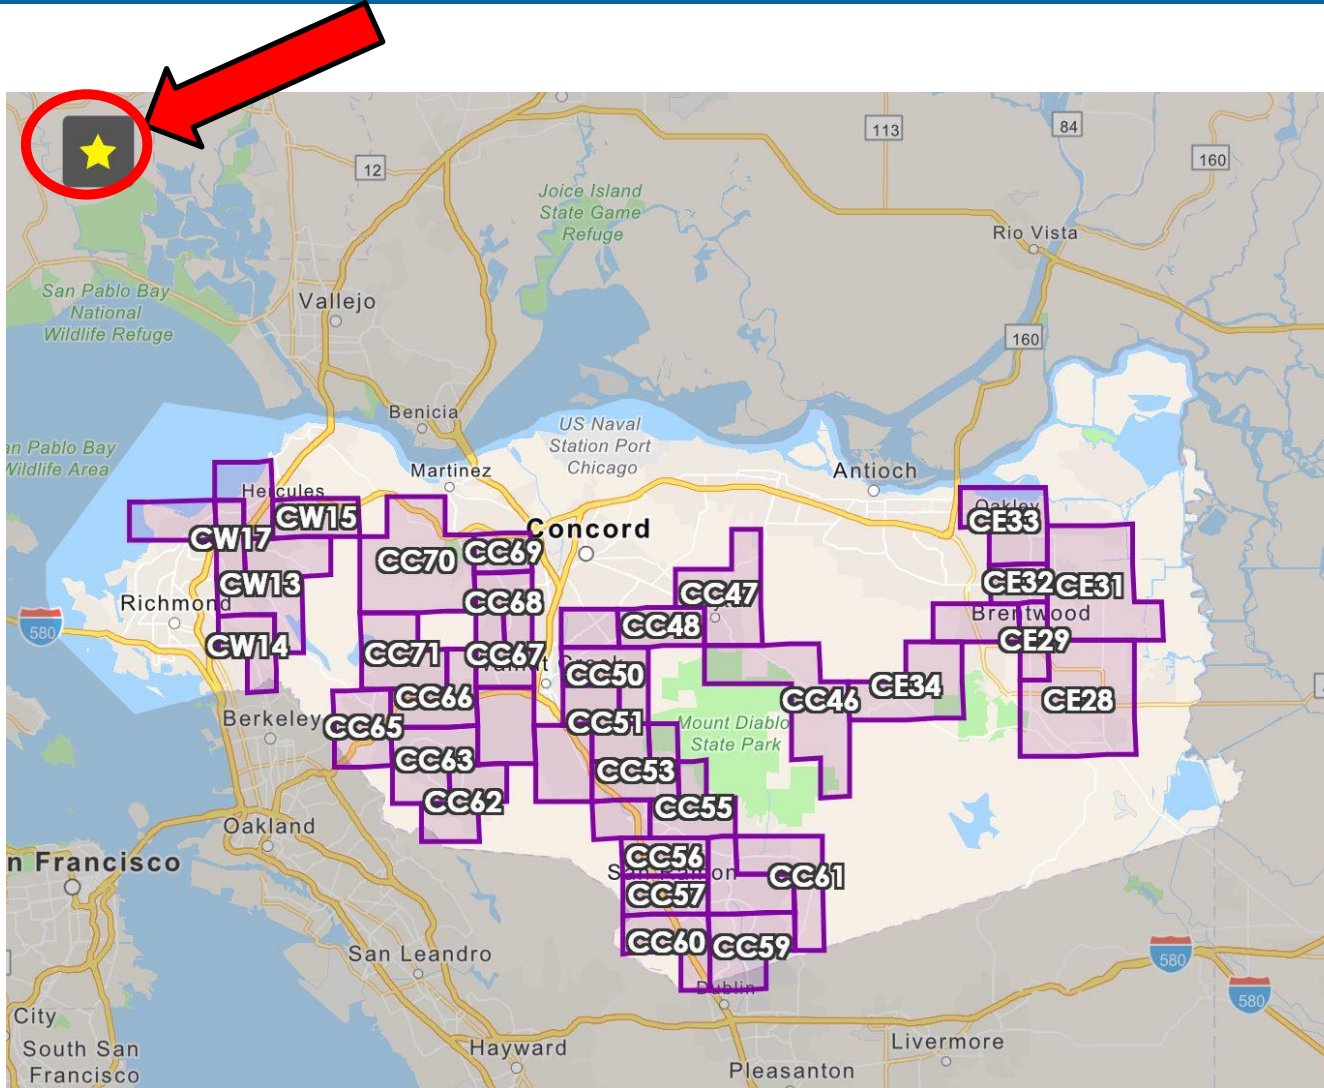 113
84
12
160
Joice Island
State Game
Refuge
Rio Vista
San Pablo Bay
National
Wildlife Refuge
Vallejo
160
Benicia
US Naval
Station Port
Chicago
an Pablo Bay
Wildlife Area
Martinez
Antioch
Hercules
CW15
Oakley
CE33
CW17
Concord
CC69
CC70
CW13
CE32
CE31
CC47
Richmond
CC68
580
Brentwood
CC48
CW14
CC71
CC67
CE29
CC50
CC66
CE34
CC46
CE28
Berkeley
CC65
CC51
Mount Diablo
State Park
CC63
CC53
CC62
CC55
Oakland
n Francisco
CC56
San Ramon
CC61
CC57
CC60
CC59
San Leandro
580
Dublin
580
City
South San
Francisco
Hayward
Livermore
Pleasanton